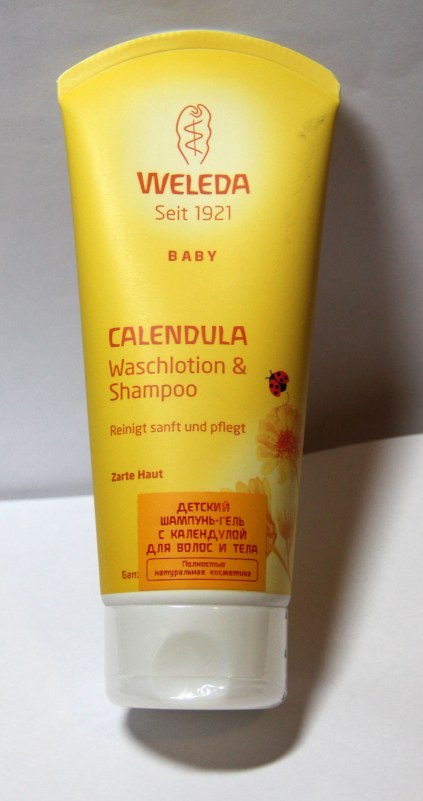 WELEDA
Seit 1921
BABY
CALENDULA
Waschlotion &
Shampoo
Reinigt sanft und pflegt
Zarte Haut
ДЕТСКИЙ
ШАМПУНЬ-ГЕЛЬ
С КАЛЕНДУЛОЙ
ДЛЯ ВОЛОС И ТЕЛА
Полностью
натуральная косметика